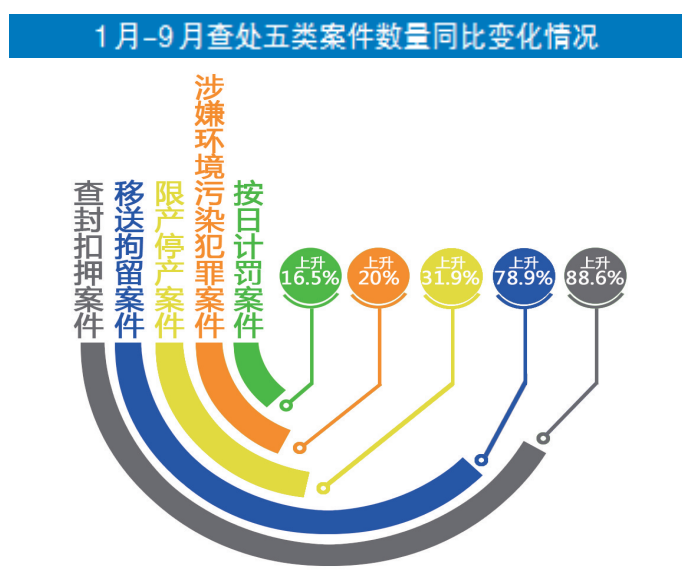 1月-9月查处五类案件数量同比变化情况
查封扣押案件
移送拘留案件
限产停产案件
涉嫌环境污染犯罪案件
按日计罚案件
上升
16.5%
上升
20%
上升
31.9%
上升
78.9%
上升
88.6%